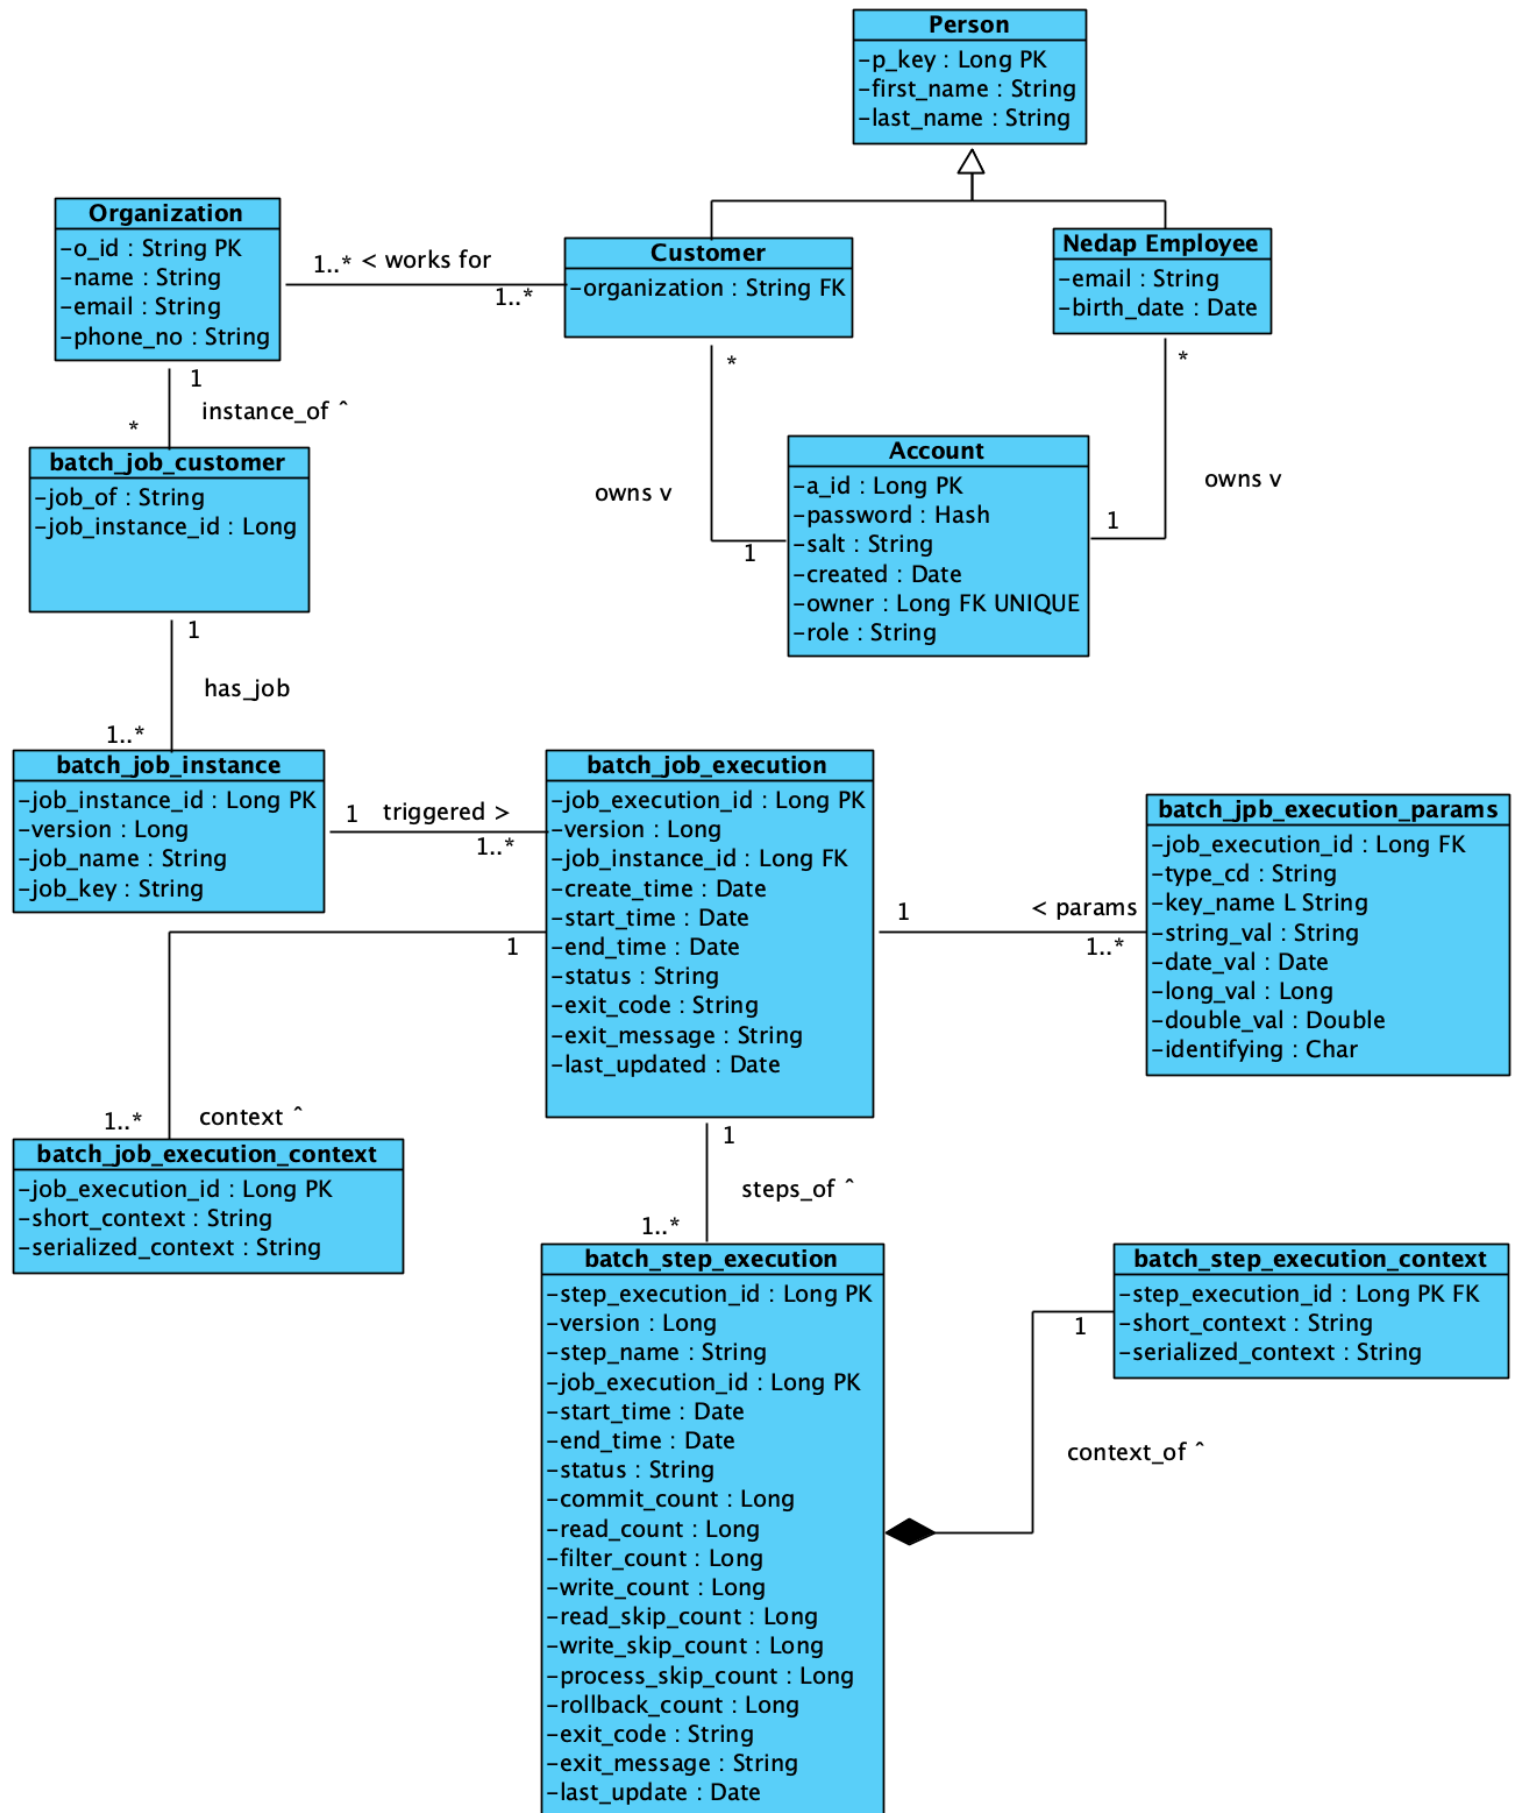 Person
-p_key : Long PK
-first_name : String
-last_name : String
Organization
-o_id : String PK
-name : String
-email : String
-phone_no : String
1..* < works for
1..*
Customer
-organization : String FK
Nedap Employee
-email : String
-birth_date : Date
1
instance_of ˆ
*
*
*
batch_job_customer
-job_of : String
-job_instance_id : Long
owns v
1
Account
-a_id : Long PK
-password : Hash
-salt : String
-created : Date
-owner : Long FK UNIQUE
-role : String
owns v
1
1
has_job
1..*
batch_job_instance
-job_instance_id : Long PK
-version : Long
-job_name : String
-job_key : String
1 triggered >
1..*
batch_job_execution
-job_execution_id : Long PK
-version : Long
-job_instance_id : Long FK
-create_time : Date
-start_time : Date
-end_time : Date
-status : String
-exit_code : String
-exit_message : String
-last_updated : Date
1 < params
1..*
batch_jpb_execution_params
-job_execution_id : Long FK
-type_cd : String
-key_name L String
-string_val : String
-date_val : Date
-long_val : Long
-double_val : Double
-identifying : Char
1
1..* context ˆ
batch_job_execution_context
-job_execution_id : Long PK
-short_context : String
-serialized_context : String
1
steps_of ˆ
1..*
batch_step_execution
-step_execution_id : Long PK
-version : Long
-step_name : String
-job_execution_id : Long PK
-start_time : Date
-end_time : Date
-status : String
-commit_count : Long
-read_count : Long
-filter_count : Long
-write_count : Long
-read_skip_count : Long
-write_skip_count : Long
-process_skip_count : Long
-rollback_count : Long
-exit_code : String
-exit_message : String
-last_update : Date
batch_step_execution_context
-step_execution_id : Long PK FK
-short_context : String
-serialized_context : String
1
context_of ˆ